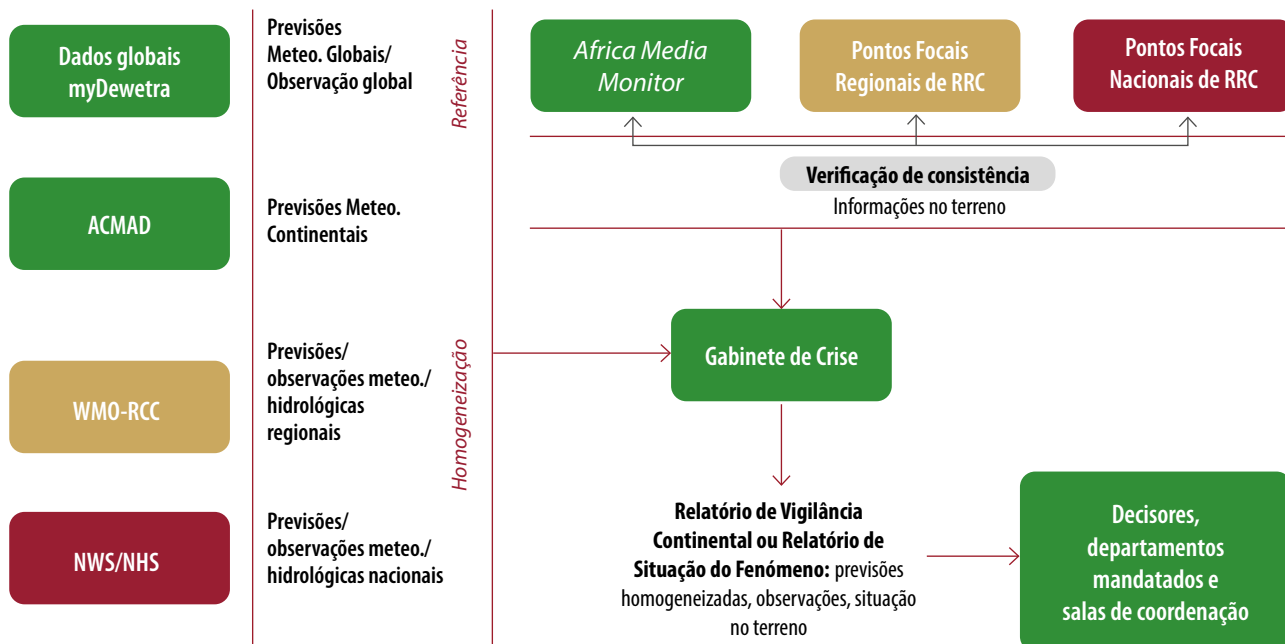 Dados globais
myDewetra
Previsões
Meteo. Globais/
Observação global
Referência
ACMAD
Previsões Meteo.
Continentais
WMO-RCC
Previsões/
observações meteo./
hidrológicas
regionais
Homogeneização
NWS/NHS
Previsões/
observações meteo./
hidrológicas nacionais
Africa Media
Monitor
Pontos Focais
Regionais de RRC
Pontos Focais
Nacionais de RRC
Verificação de consistência
Informações no terreno
Gabinete de Crise
Relatório de Vigilância
Continental ou Relatório de
Situação do Fenómeno: previsões
homogeneizadas, observações, situação
no terreno
Decisores,
departamentos
mandatados e
salas de coordenação